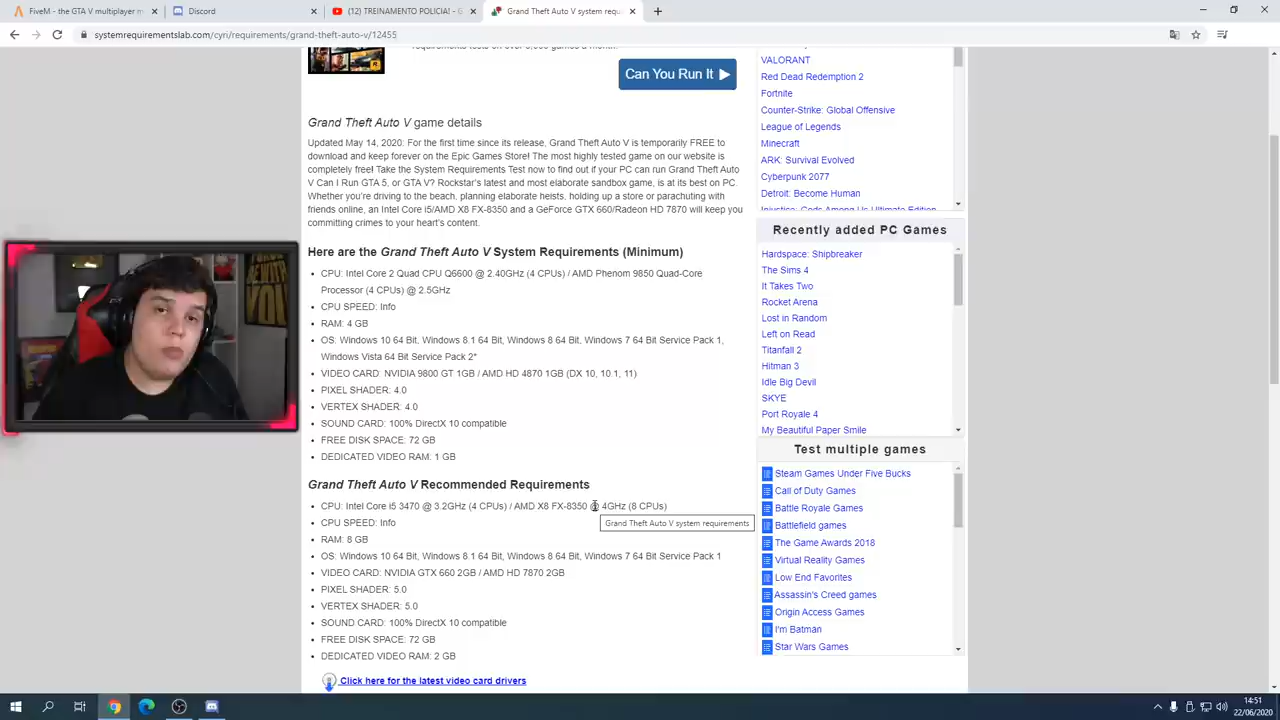 FiveM - the GTA V multiplayer m
Discord
(12) TREINAMENTO POLICIA! - G
Grand Theft Auto V system requ
systemrequirementslab.com/cyri/requirements/grand-theft-auto-v/12455
Can You Run It
Grand Theft Auto V game details
Updated May 14, 2020: For the first time since its release, Grand Theft Auto V is temporarily FREE to
download and keep forever on the Epic Games Store! The most highly tested game on our website is
completely free! Take the System Requirements Test now to find out if your PC can run Grand Theft Auto
V Can I Run GTA 5, or GTA V? Rockstar's latest and most elaborate sandbox game, is at its best on PC.
Whether you're driving to the beach, planning elaborate heists, holding up a store or parachuting with
friends online, an Intel Core i5/AMD X8 FX-8350 and a GeForce GTX 660/Radeon HD 7870 will keep you
committing crimes to your heart's content.
Here are the Grand Theft Auto V System Requirements (Minimum)
CPU: Intel Core 2 Quad CPU Q6600 @ 2.40GHz (4 CPUs) / AMD Phenom 9850 Quad-Core
Processor (4 CPUs) @ 2.5GHz
CPU SPEED: Info
RAM: 4 GB
OS: Windows 10 64 Bit, Windows 8.1 64 Bit, Windows 8 64 Bit, Windows 7 64 Bit Service Pack 1,
Windows Vista 64 Bit Service Pack 2*
VIDEO CARD: NVIDIA 9800 GT 1GB / AMD HD 4870 1GB (DX 10, 10.1, 11)
PIXEL SHADER: 4.0
VERTEX SHADER: 4.0
SOUND CARD: 100% DirectX 10 compatible
FREE DISK SPACE: 72 GB
DEDICATED VIDEO RAM: 1 GB
Grand Theft Auto V Recommended Requirements
CPU: Intel Core i5 3470 @ 3.2GHz (4 CPUs) / AMD X8 FX-8350 @ 4GHz (8 CPUs)
Grand Theft Auto V system requirements
CPU SPEED: Info
RAM: 8 GB
OS: Windows 10 64 Bit, Windows 8.1 64 Bit, Windows 8 64 Bit, Windows 7 64 Bit Service Pack 1
VIDEO CARD: NVIDIA GTX 660 2GB / AMD HD 7870 2GB
PIXEL SHADER: 5.0
VERTEX SHADER: 5.0
SOUND CARD: 100% DirectX 10 compatible
FREE DISK SPACE: 72 GB
DEDICATED VIDEO RAM: 2 GB
Click here for the latest video card drivers
VALORANT
Red Dead Redemption 2
Fortnite
Counter-Strike: Global Offensive
League of Legends
Minecraft
ARK: Survival Evolved
Cyberpunk 2077
Detroit: Become Human
Injustice: Gods Among Us Ultimate Edition
Recently added PC Games
Hardspace: Shipbreaker
The Sims 4
It Takes Two
Rocket Arena
Lost in Random
Left on Read
Titanfall 2
Hitman 3
Idle Big Devil
SKYE
Port Royale 4
My Beautiful Paper Smile
Test multiple games
Steam Games Under Five Bucks
Call of Duty Games
Battle Royale Games
Battlefield games
The Game Awards 2018
Virtual Reality Games
Low End Favorites
Assassin's Creed games
Origin Access Games
I'm Batman
Star Wars Games
14:51
22/06/2020